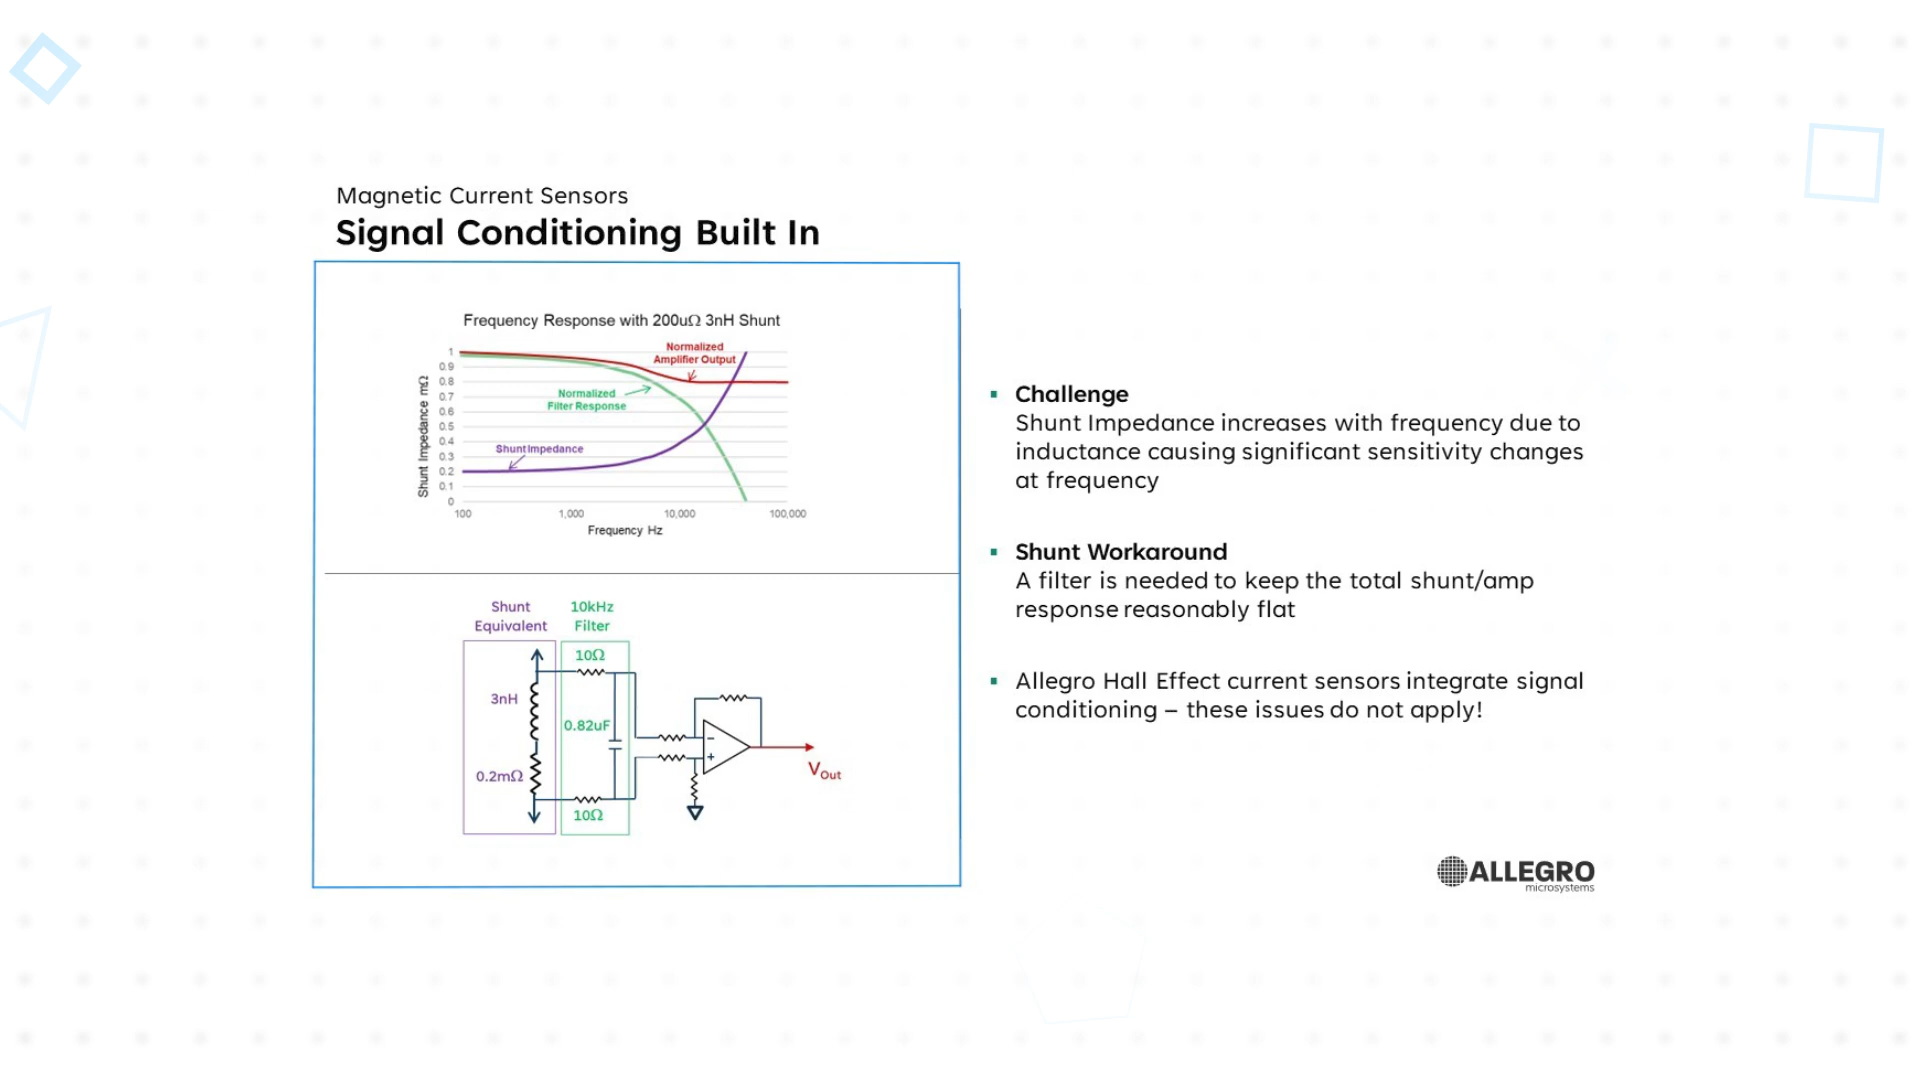 Magnetic Current Sensors
Signal Conditioning Built In
Frequency Response with 200uΩ 3nH Shunt
Shunt Impedance mΩ
1
0.9
0.8
0.7
0.6
0.5
0.4
0.3
0.2
0.1
0
Normalized
Amplifier Output
Normalized
Filter Response
Shunt Impedance
100
1,000
10,000
100,000
Frequency Hz
Shunt
Equivalent
10kHz
Filter
10Ω
3nH
0.82uF
0.2mΩ
10Ω
−
+
VOut
▪ Challenge
Shunt Impedance increases with frequency due to
inductance causing significant sensitivity changes
at frequency
▪ Shunt Workaround
A filter is needed to keep the total shunt/amp
response reasonably flat
▪ Allegro Hall Effect current sensors integrate signal
conditioning – these issues do not apply!
ALLEGRO
microsystems